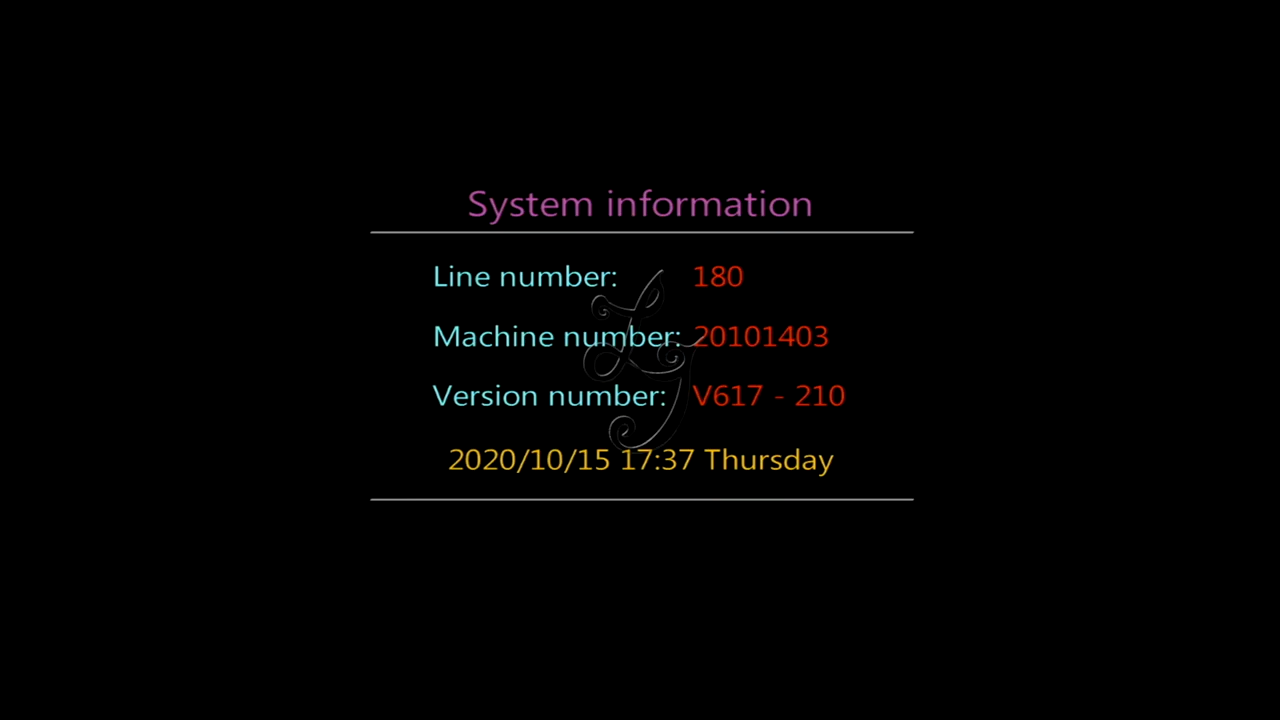 System information
Line number: 180
Machine number: 20101403
Version number: V617 - 210
2020/10/15 17:37 Thursday